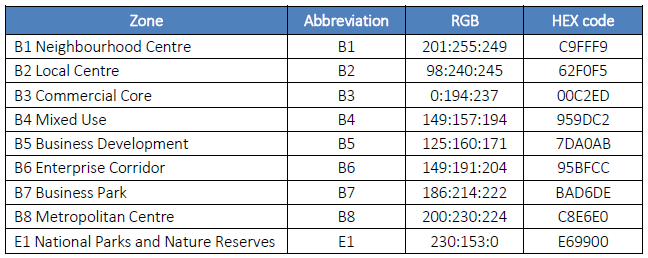 Zone Abbreviation RGB HEX code
B1 Neighbourhood Centre B1 201:255:249 C9FFF9
B2 Local Centre B2 98:240:245 62F0F5
B3 Commercial Core B3 0:194:237 00C2ED
B4 Mixed Use B4 149:157:194 959DC2
B5 Business Development B5 125:160:171 7DA0AB
B6 Enterprise Corridor B6 149:191:204 95BFCC
B7 Business Park B7 186:214:222 BAD6DE
B8 Metropolitan Centre B8 200:230:224 C8E6E0
E1 National Parks and Nature Reserves E1 230:153:0 E69900